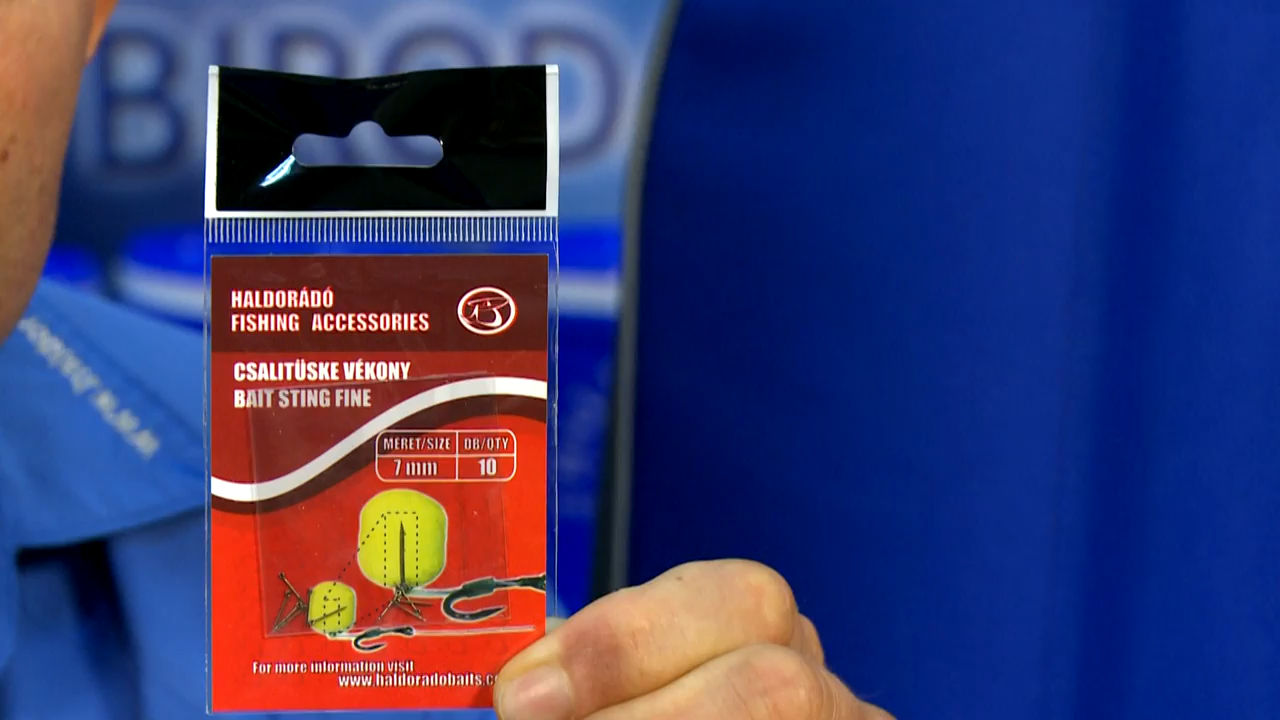 HALDORÁDÓ
FISHING ACCESSORIES
CSALITÜSKE VÉKONY
BAIT STING FINE
MÉRET/SIZE DB/QTY
7 mm 10
For more information visit
www.haldoradobaits.c